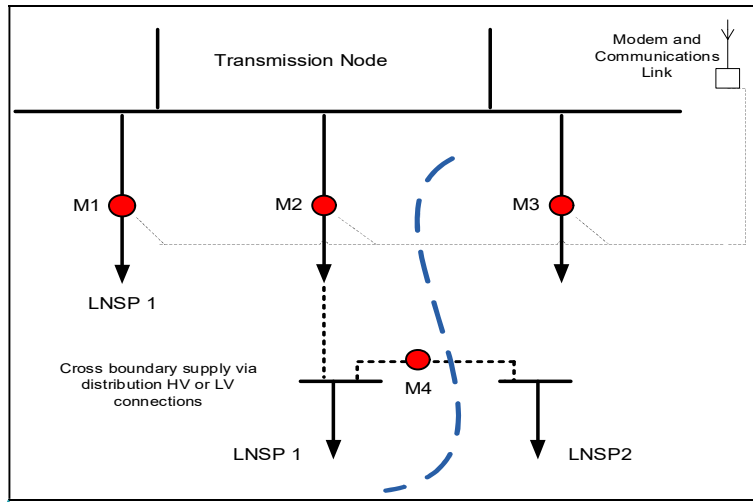 Transmission Node
Modem and
Communications
Link
M1
M2
M3
LNSP 1
Cross boundary supply via
distribution HV or LV
connections
M4
LNSP 1
LNSP2